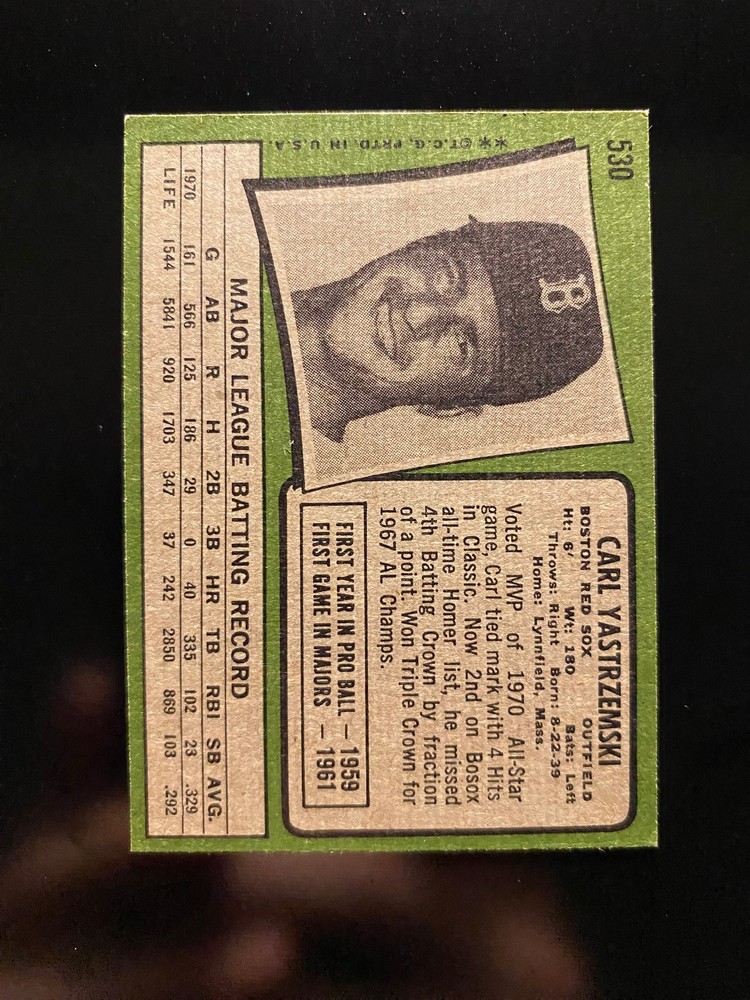 530
** ©T.C.G. PRTD. IN U.S.A.
B
CARL YASTRZEMSKI
BOSTON RED SOX OUTFIELD
Ht: 6' Wt: 180 Bats: Left
Throws: Right Born: 8-22-39
Home: Lynnfield, Mass.
Voted MVP of 1970 All-Star
game, Carl tied mark with 4 Hits
in Classic. Now 2nd on Bosox
all-time Homer list, he missed
4th Batting Crown by fraction
of a point. Won Triple Crown for
1967 AL Champs.
FIRST YEAR IN PRO BALL — 1959
FIRST GAME IN MAJORS — 1961
MAJOR LEAGUE BATTING RECORD
G AB R H 2B 3B HR TB RBI SB AVG.
1970 161 566 125 186 29 0 40 335 102 23 .329
LIFE 1544 5841 920 1703 347 37 242 2850 869 103 .292